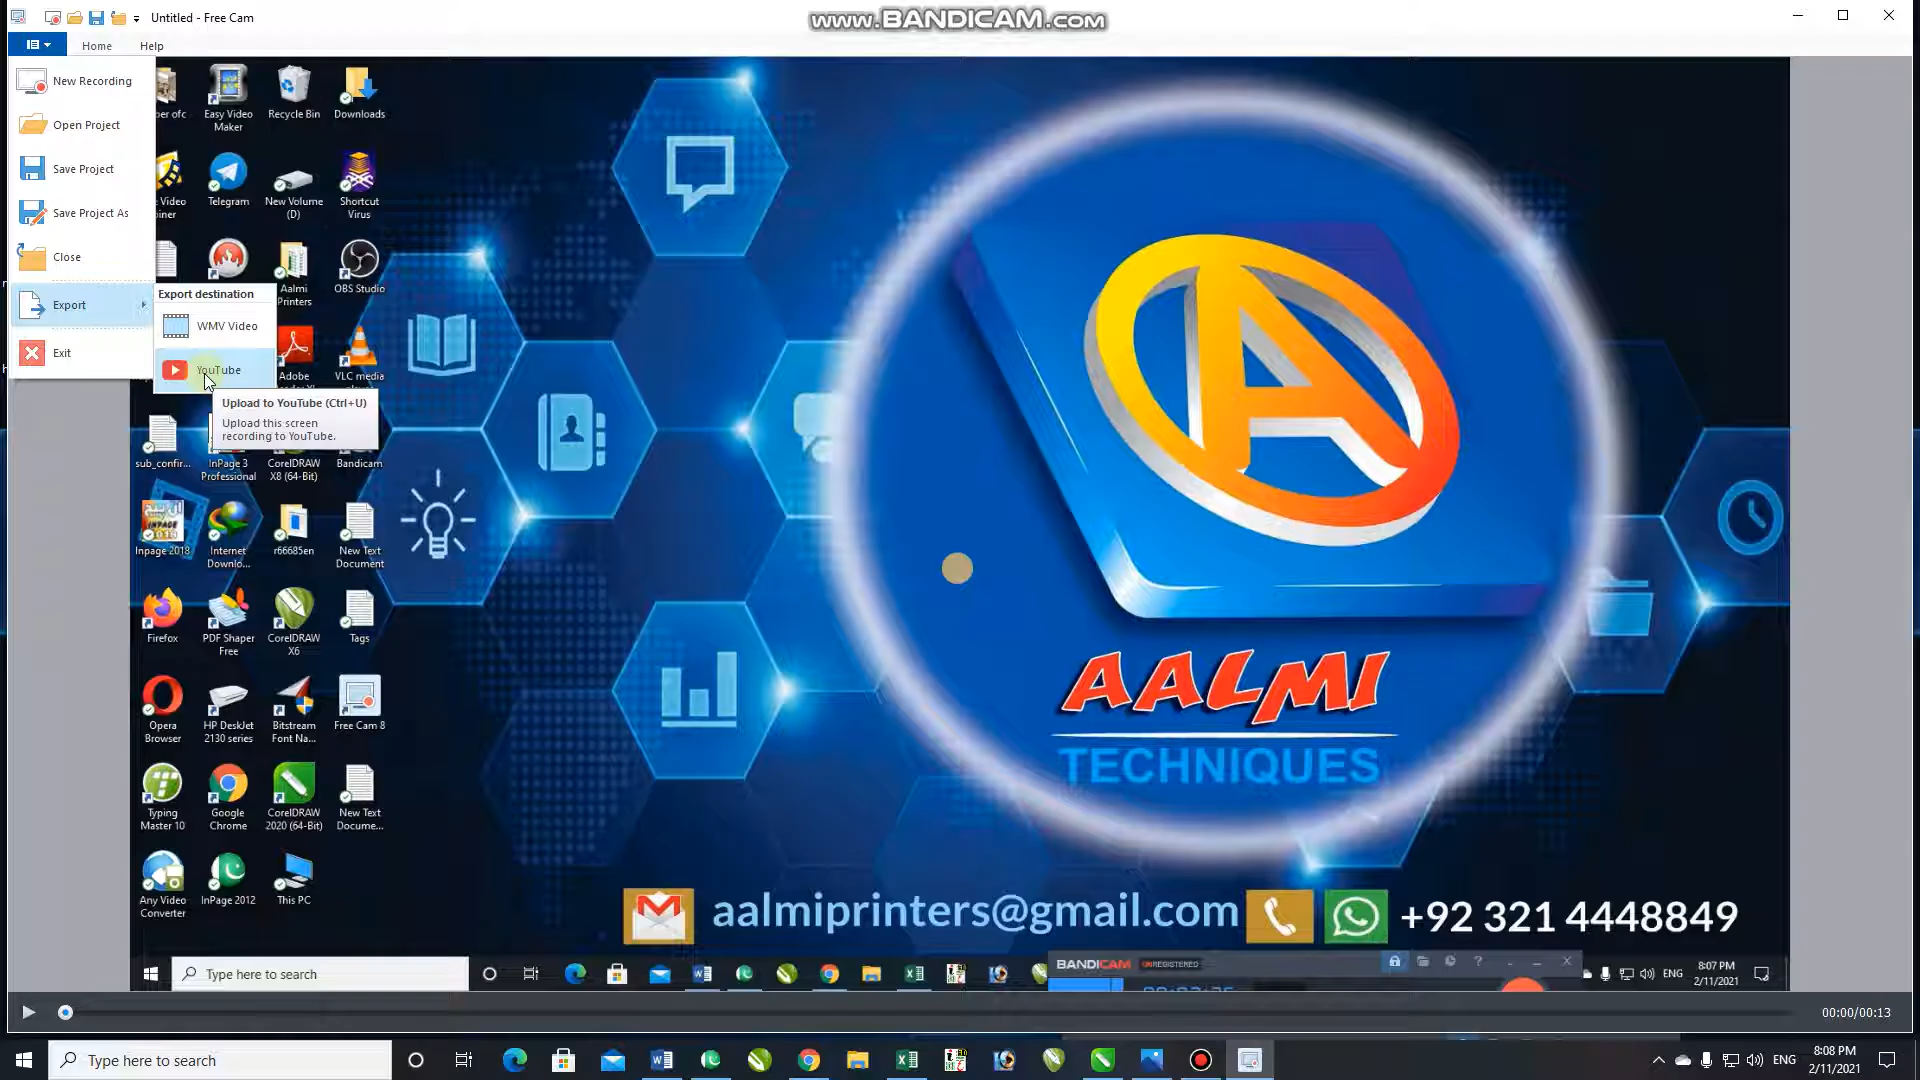 Untitled - Free Cam
www.BANDICAM.com
Home
Help
New Recording
Open Project
Save Project
Save Project As
Close
Export
Exit
Export destination
WMV Video
YouTube
Upload to YouTube (Ctrl+U)
Upload this screen
recording to YouTube.
Easy Video
Maker
Recycle Bin
Downloads
Telegram
New Volume
(D)
Shortcut
Virus
Aalmi
Printers
OBS Studio
Adobe
VLC media
sub_confir...
InPage 3
Professional
CorelDRAW
X8 (64-Bit)
Bandicam
Inpage 2018
Internet
Downlo...
r66685en
New Text
Document
Firefox
PDF Shaper
Free
CorelDRAW
X6
Tags
Opera
Browser
HP DeskJet
2130 series
Bitstream
Font Na...
Free Cam 8
Typing
Master 10
Google
Chrome
CorelDRAW
2020 (64-Bit)
New Text
Docume...
Any Video
Converter
InPage 2012
This PC
AALMI
TECHNIQUES
aalmiprinters@gmail.com
+92 321 4448849
Type here to search
BANDICAM UNREGISTERED
ENG
8:07 PM
2/11/2021
00:00/00:13
Type here to search
ENG
8:08 PM
2/11/2021